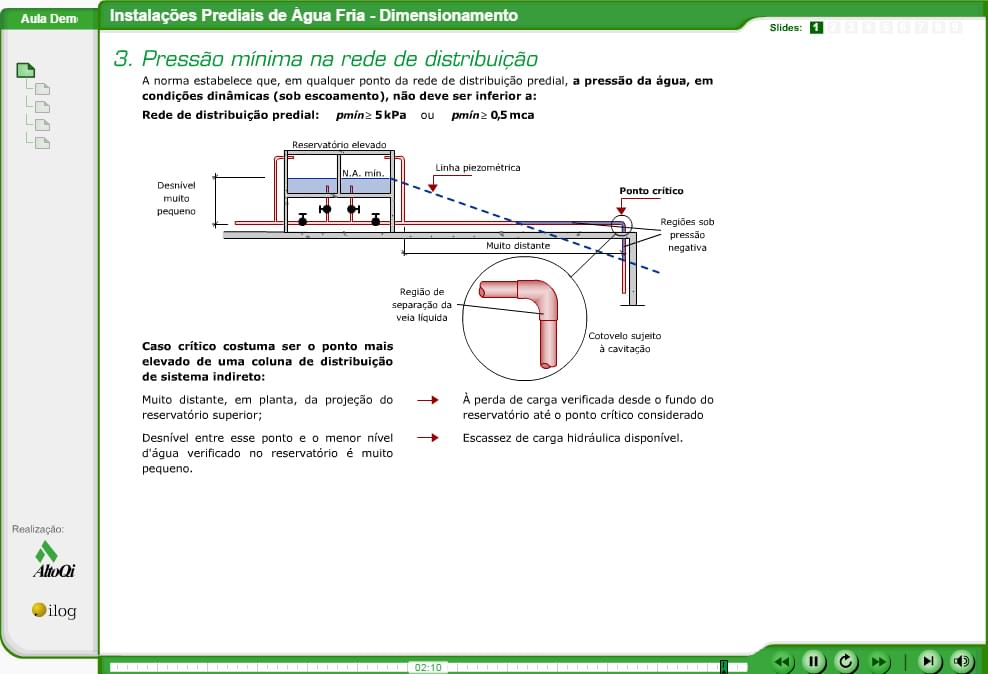 Aula Dem
Instalações Prediais de Água Fria - Dimensionamento
Slides: 1
3. Pressão mínima na rede de distribuição
A norma estabelece que, em qualquer ponto da rede de distribuição predial, a pressão da água, em
condições dinâmicas (sob escoamento), não deve ser inferior a:
Rede de distribuição predial: pmín≥ 5 kPa ou pmín≥ 0,5 mca
Reservatório elevado
N.A. mín.
Linha piezométrica
Desnível
muito
pequeno
Ponto crítico
Regiões sob
pressão
negativa
Muito distante
Região de
separação da
veia líquida
Cotovelo sujeito
à cavitação
Caso crítico costuma ser o ponto mais
elevado de uma coluna de distribuição
de sistema indireto:
Muito distante, em planta, da projeção do
reservatório superior;
À perda de carga verificada desde o fundo do
reservatório até o ponto crítico considerado
Desnível entre esse ponto e o menor nível
d'água verificado no reservatório é muito
pequeno.
Escassez de carga hidráulica disponível.
Realização:
AltoQi
ilog
02:10